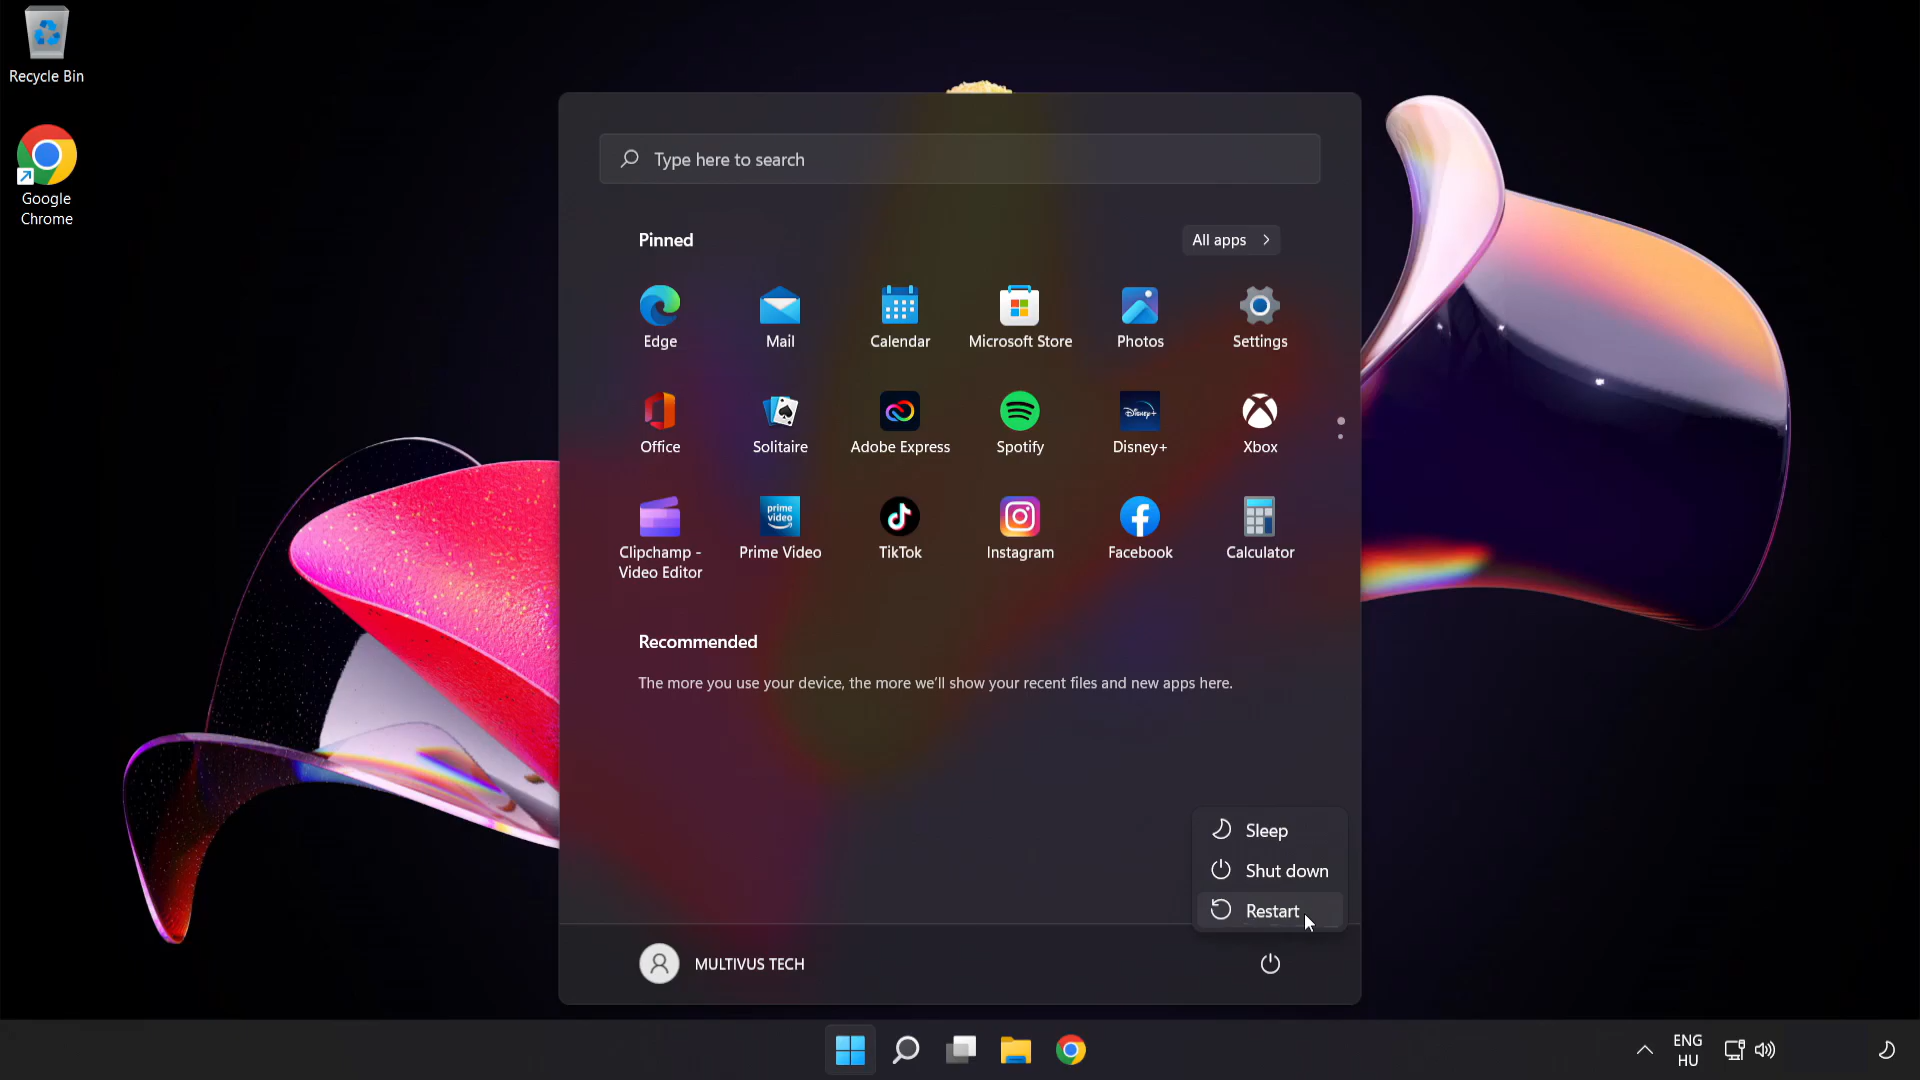 Recycle Bin
Google
Chrome
Type here to search
Pinned
All apps
Edge
Mail
Calendar
Microsoft Store
Photos
Settings
Office
Solitaire
Adobe Express
Disney+
Spotify
Disney+
Xbox
prime
video
Clipchamp -
Video Editor
Prime Video
TikTok
Instagram
Facebook
Calculator
Recommended
The more you use your device, the more we'll show your recent files and new apps here.
Sleep
Shut down
Restart
MULTIVUS TECH
ENG
HU